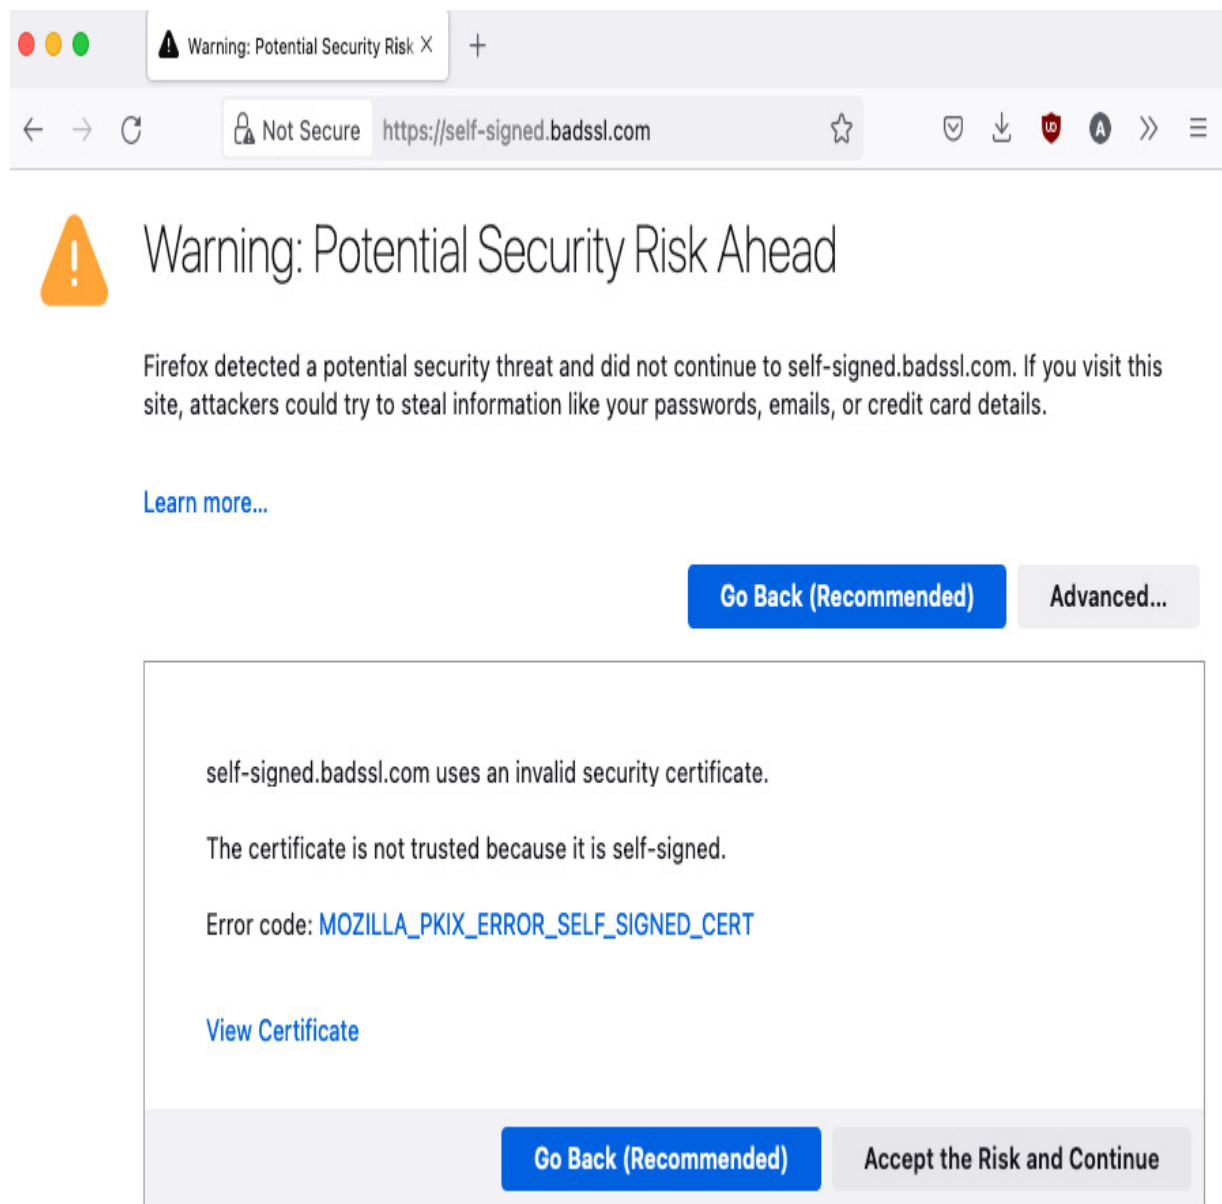 Warning: Potential Security Risk
Not Secure https://self-signed.badssl.com
A
Warning: Potential Security Risk Ahead
Firefox detected a potential security threat and did not continue to self-signed.badssl.com. If you visit this
site, attackers could try to steal information like your passwords, emails, or credit card details.
Learn more...
Go Back (Recommended) Advanced...
self-signed.badssl.com uses an invalid security certificate.
The certificate is not trusted because it is self-signed.
Error code: MOZILLA_PKIX_ERROR_SELF_SIGNED_CERT
View Certificate
Go Back (Recommended) Accept the Risk and Continue